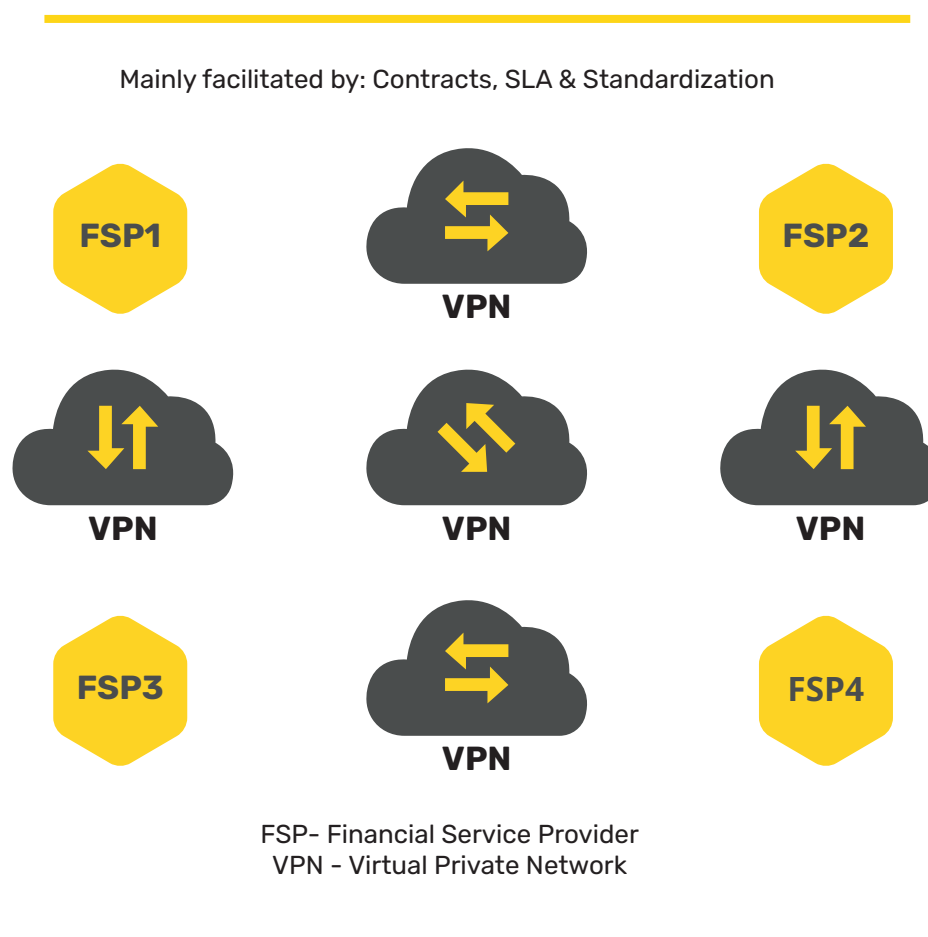 Mainly facilitated by: Contracts, SLA & Standardization
FSP1
FSP2
VPN
VPN
VPN
VPN
FSP3
FSP4
VPN
FSP- Financial Service Provider
VPN - Virtual Private Network